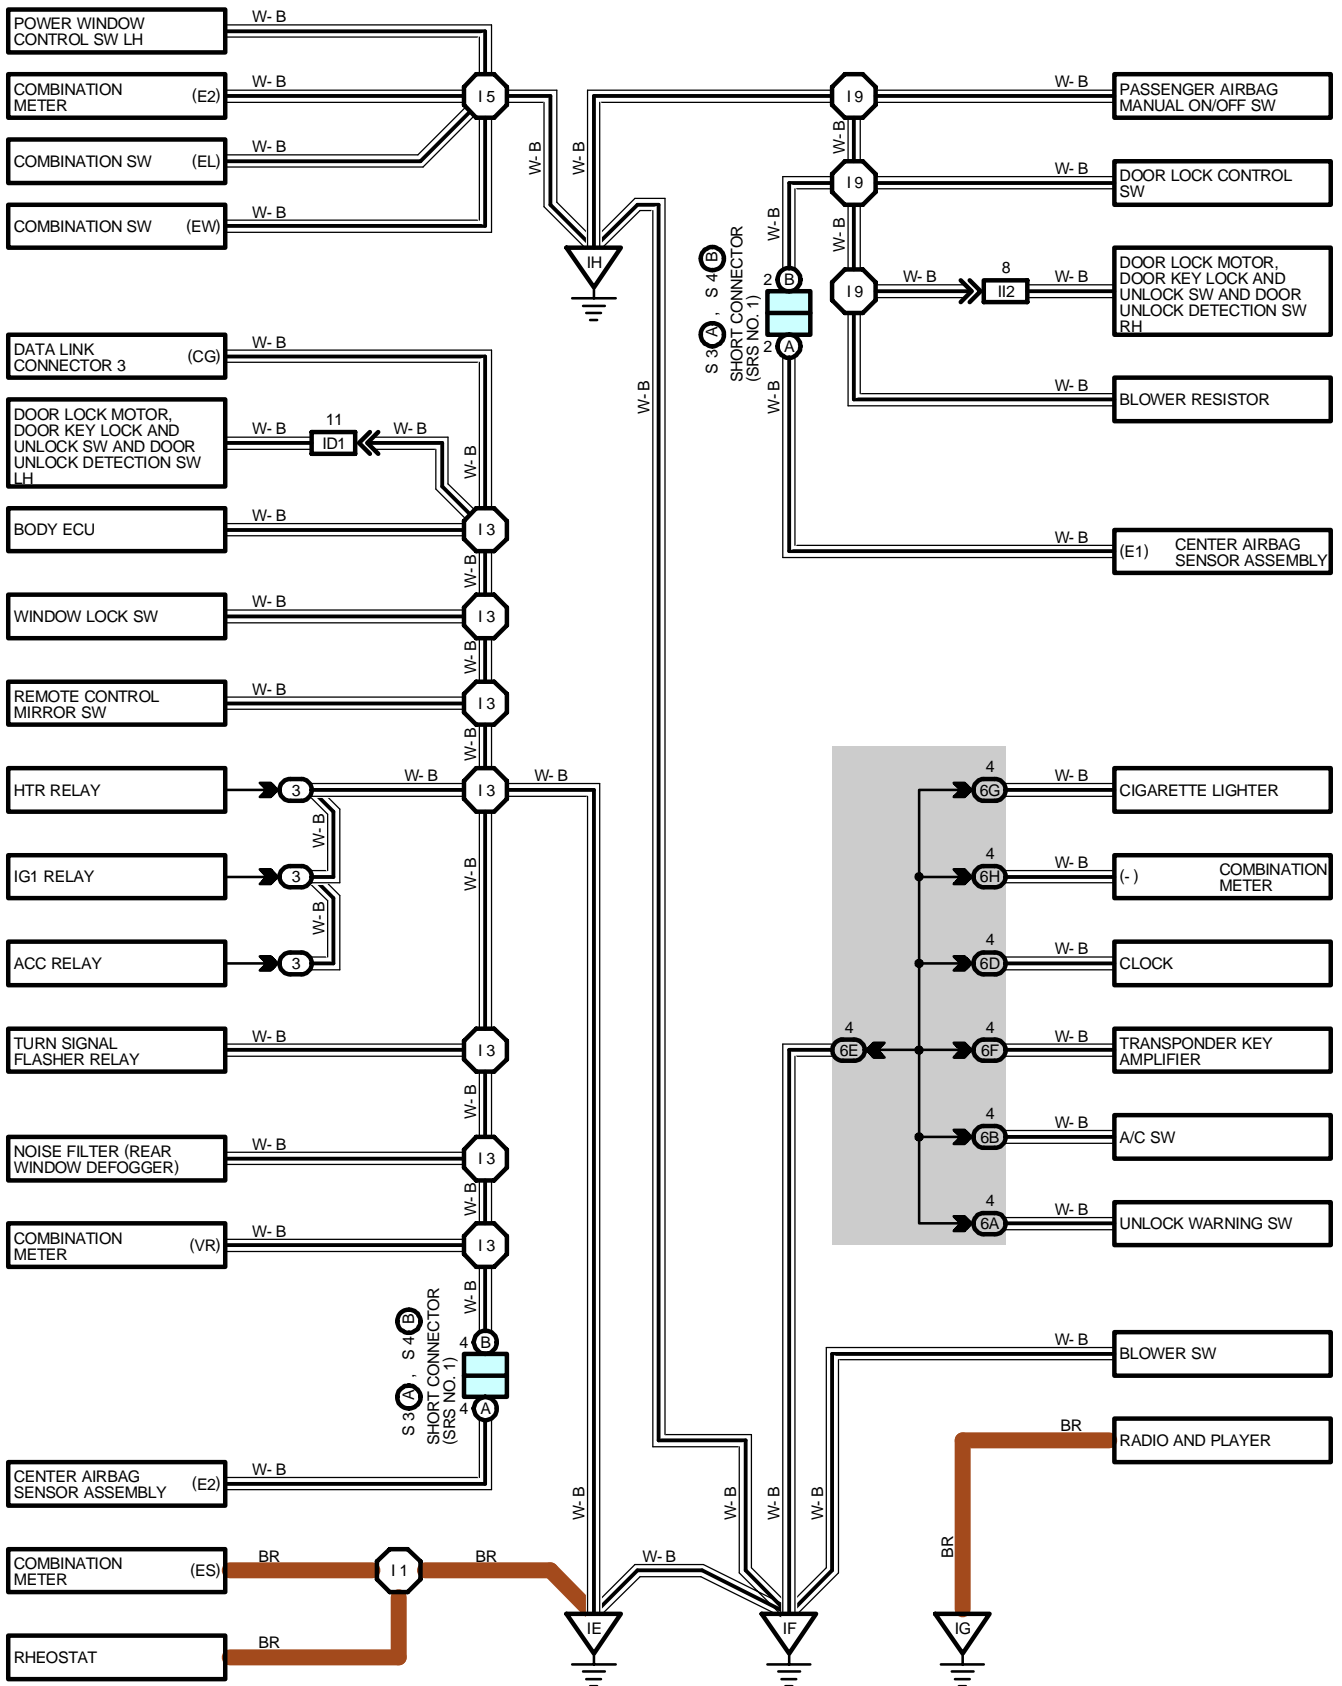 POWER WINDOW
CONTROL SW LH
W- B
COMBINATION
METER
(E2)
W- B
COMBINATION SW
(EL)
W- B
COMBINATION SW
(EW)
W- B
I 5
W- B
W- B
IH
I 9
W- B
PASSENGER AIRBAG
MANUAL ON/OFF SW
W- B
I 9
W- B
DOOR LOCK CONTROL
SW
W- B
W- B
I 9
W- B
8
II2
W- B
DOOR LOCK MOTOR,
DOOR KEY LOCK AND
UNLOCK SW AND DOOR
UNLOCK DETECTION SW
RH
S 3 A , S 4 B
SHORT CONNECTOR
(SRS NO. 1)
2 B
2 A
W- B
W- B
BLOWER RESISTOR
W- B
(E1)
CENTER AIRBAG
SENSOR ASSEMBLY
DATA LINK
CONNECTOR 3
(CG)
W- B
DOOR LOCK MOTOR,
DOOR KEY LOCK AND
UNLOCK SW AND DOOR
UNLOCK DETECTION SW
LH
W- B
11
ID1
W- B
W- B
W- B
BODY ECU
W- B
I 3
W- B
WINDOW LOCK SW
W- B
I 3
W- B
REMOTE CONTROL
MIRROR SW
W- B
I 3
W- B
HTR RELAY
3
W- B
I 3
W- B
W- B
IG1 RELAY
3
W- B
W- B
ACC RELAY
3
TURN SIGNAL
FLASHER RELAY
W- B
I 3
W- B
NOISE FILTER (REAR
WINDOW DEFOGGER)
W- B
I 3
W- B
COMBINATION
METER
(VR)
W- B
I 3
W- B
S 3 A , S 4 B
SHORT CONNECTOR
(SRS NO. 1)
4 B
4 A
CENTER AIRBAG
SENSOR ASSEMBLY
(E2)
W- B
COMBINATION
METER
(ES)
BR
I 1
BR
RHEOSTAT
BR
W- B
IE
W- B
W- B
W- B
W- B
IF
4
6E
4
6G
W- B
CIGARETTE LIGHTER
4
6H
W- B
(- )
COMBINATION
METER
4
6D
W- B
CLOCK
4
6F
W- B
TRANSPONDER KEY
AMPLIFIER
4
6B
W- B
A/C SW
4
6A
W- B
UNLOCK WARNING SW
W- B
BLOWER SW
BR
RADIO AND PLAYER
BR
IG